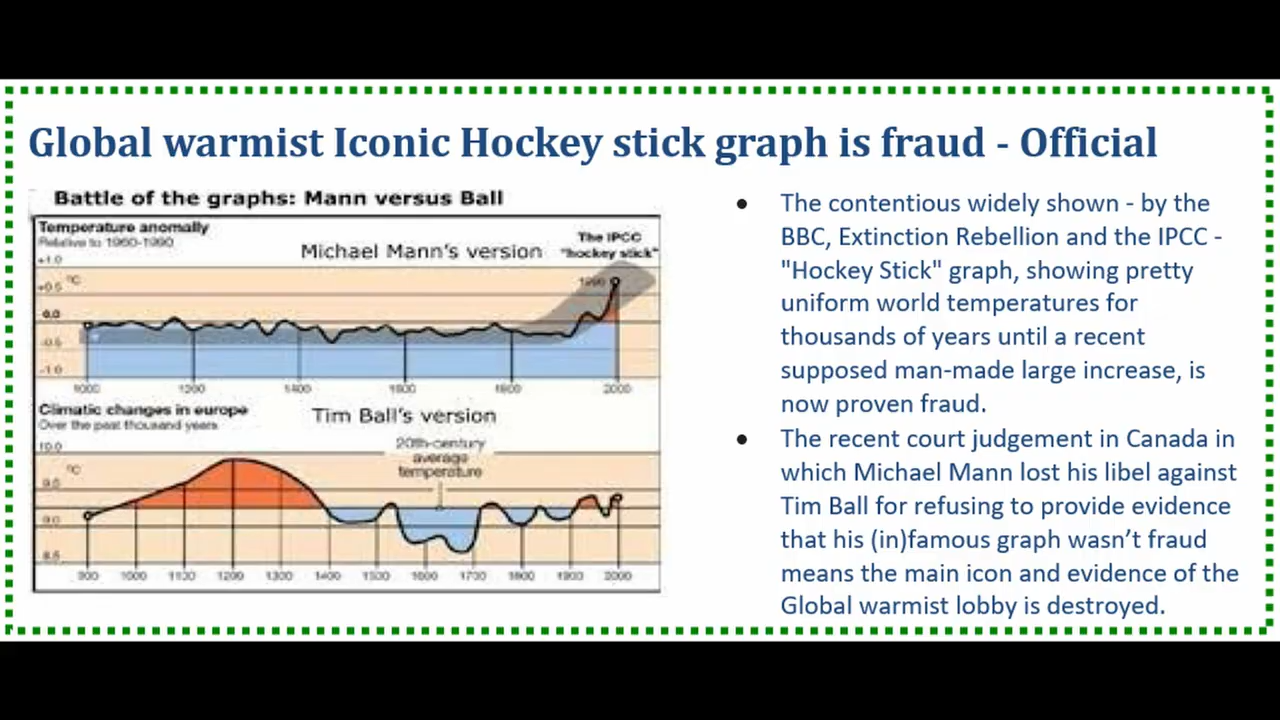 Global warmist Iconic Hockey stick graph is fraud - Official
Battle of the graphs: Mann versus Ball
Temperature anomaly
Relative to 1960-1990
Michael Mann's version
The IPCC
"hockey stick"
+1.0
°C
+0.5
0.0
-0.5
-1.0
1998
1000 1200 1400 1600 1800 2000
Climatic changes in europe
Over the past thousand years
Tim Ball's version
10.0
°C
9.5
9.0
8.5
20th-century
average
temperature
900 1000 1100 1200 1300 1400 1500 1600 1700 1800 1900 2000
• The contentious widely shown - by the
BBC, Extinction Rebellion and the IPCC -
"Hockey Stick" graph, showing pretty
uniform world temperatures for
thousands of years until a recent
supposed man-made large increase, is
now proven fraud.
• The recent court judgement in Canada in
which Michael Mann lost his libel against
Tim Ball for refusing to provide evidence
that his (in)famous graph wasn't fraud
means the main icon and evidence of the
Global warmist lobby is destroyed.